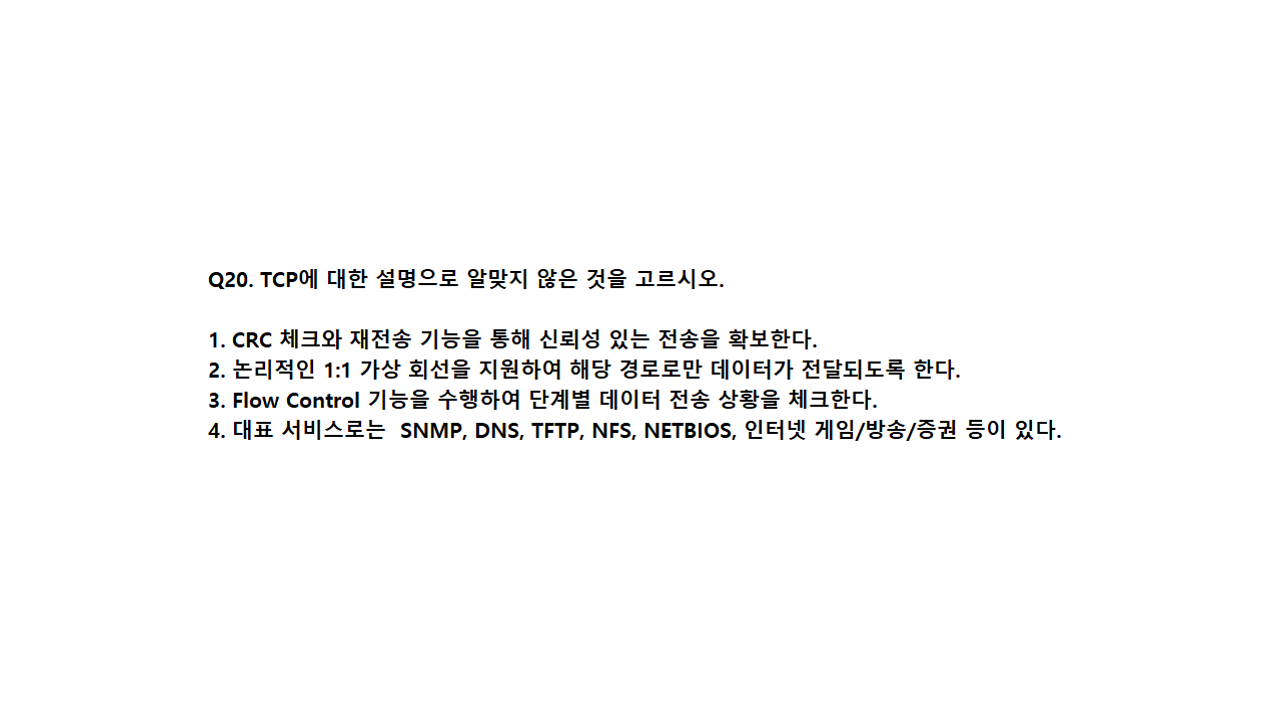 Q20. TCP에 대한 설명으로 알맞지 않은 것을 고르시오.
1. CRC 체크와 재전송 기능을 통해 신뢰성 있는 전송을 확보한다.
2. 논리적인 1:1 가상 회선을 지원하여 해당 경로로만 데이터가 전달되도록 한다.
3. Flow Control 기능을 수행하여 단계별 데이터 전송 상황을 체크한다.
4. 대표 서비스로는 SNMP, DNS, TFTP, NFS, NETBIOS, 인터넷 게임/방송/증권 등이 있다.